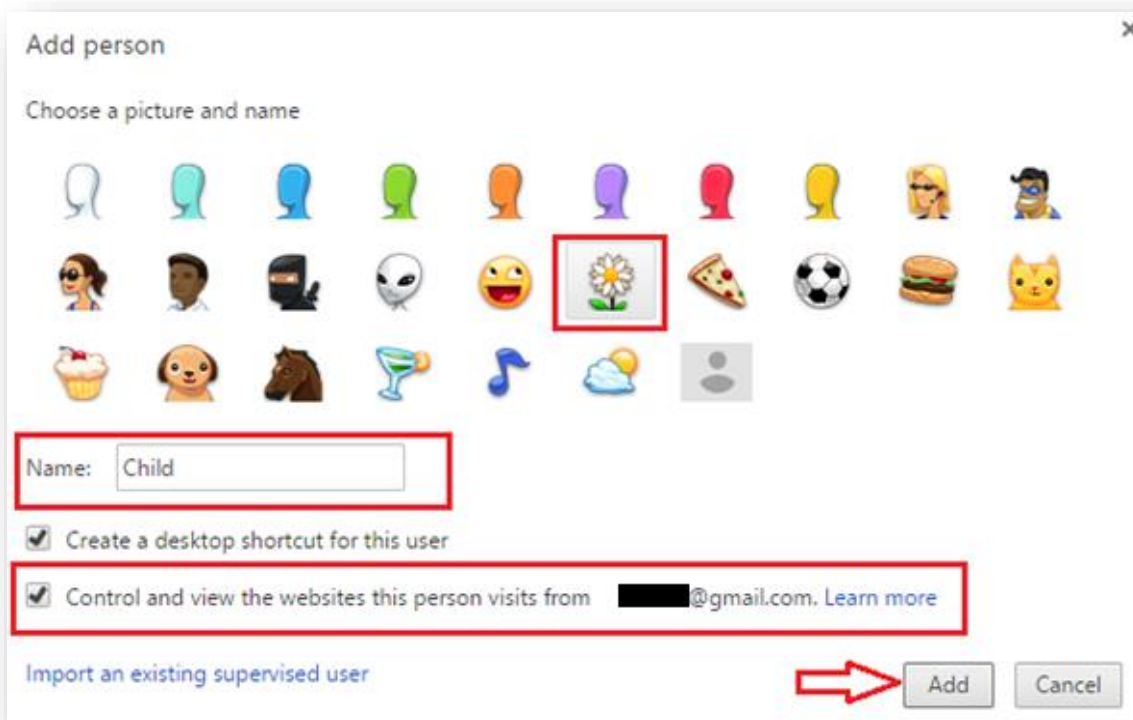 Add person
Choose a picture and name
Name: Child
Create a desktop shortcut for this user
Control and view the websites this person visits from @gmail.com. Learn more
Import an existing supervised user
Add Cancel